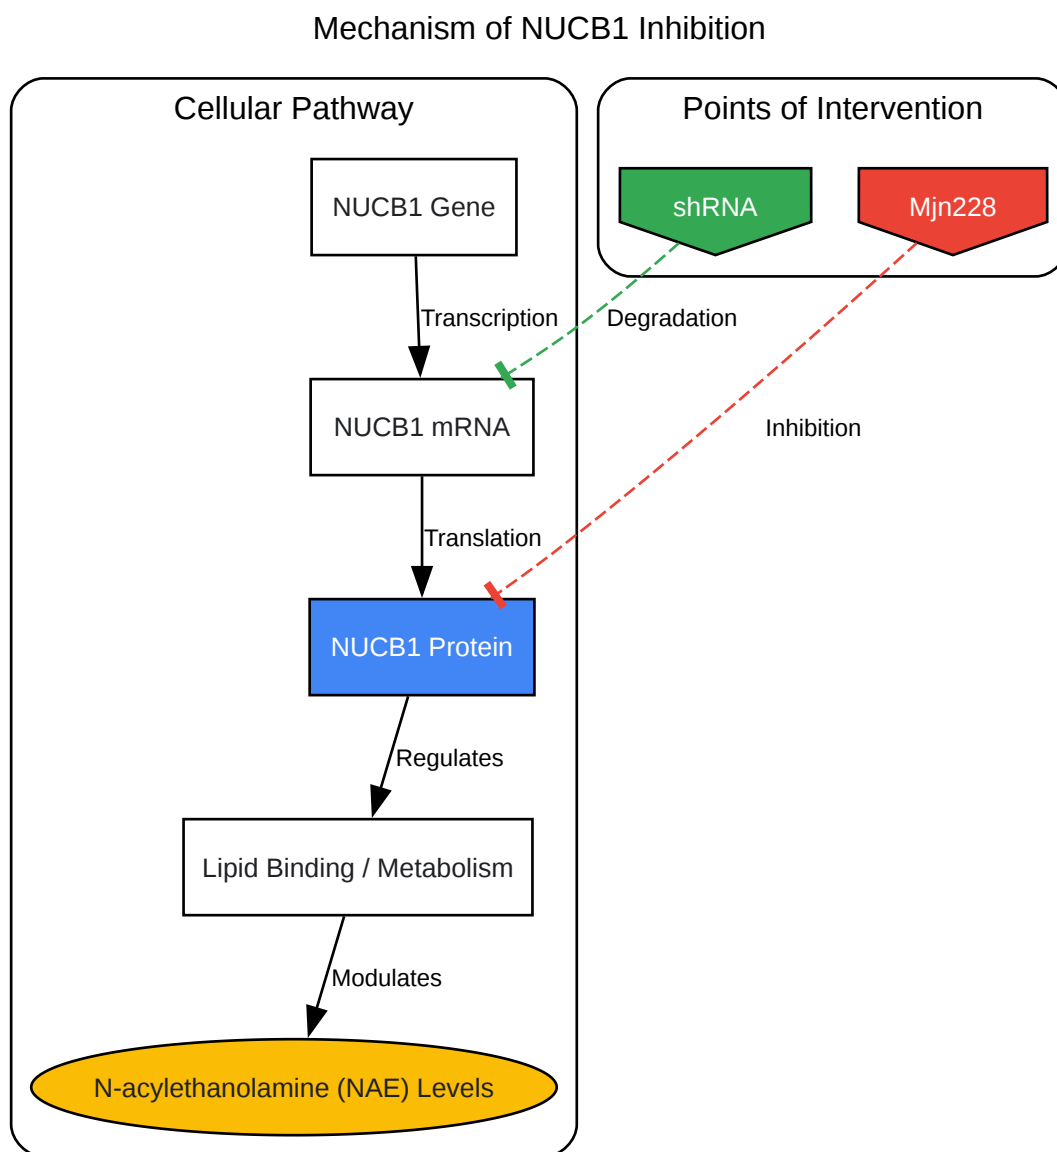 Mechanism of NUCB1 Inhibition
Cellular Pathway
Points of Intervention
NUCB1 Gene
shRNA
Mjn228
Transcription
Degradation
NUCB1 mRNA
Inhibition
Translation
NUCB1 Protein
Regulates
Lipid Binding / Metabolism
Modulates
N-acylethanolamine (NAE) Levels